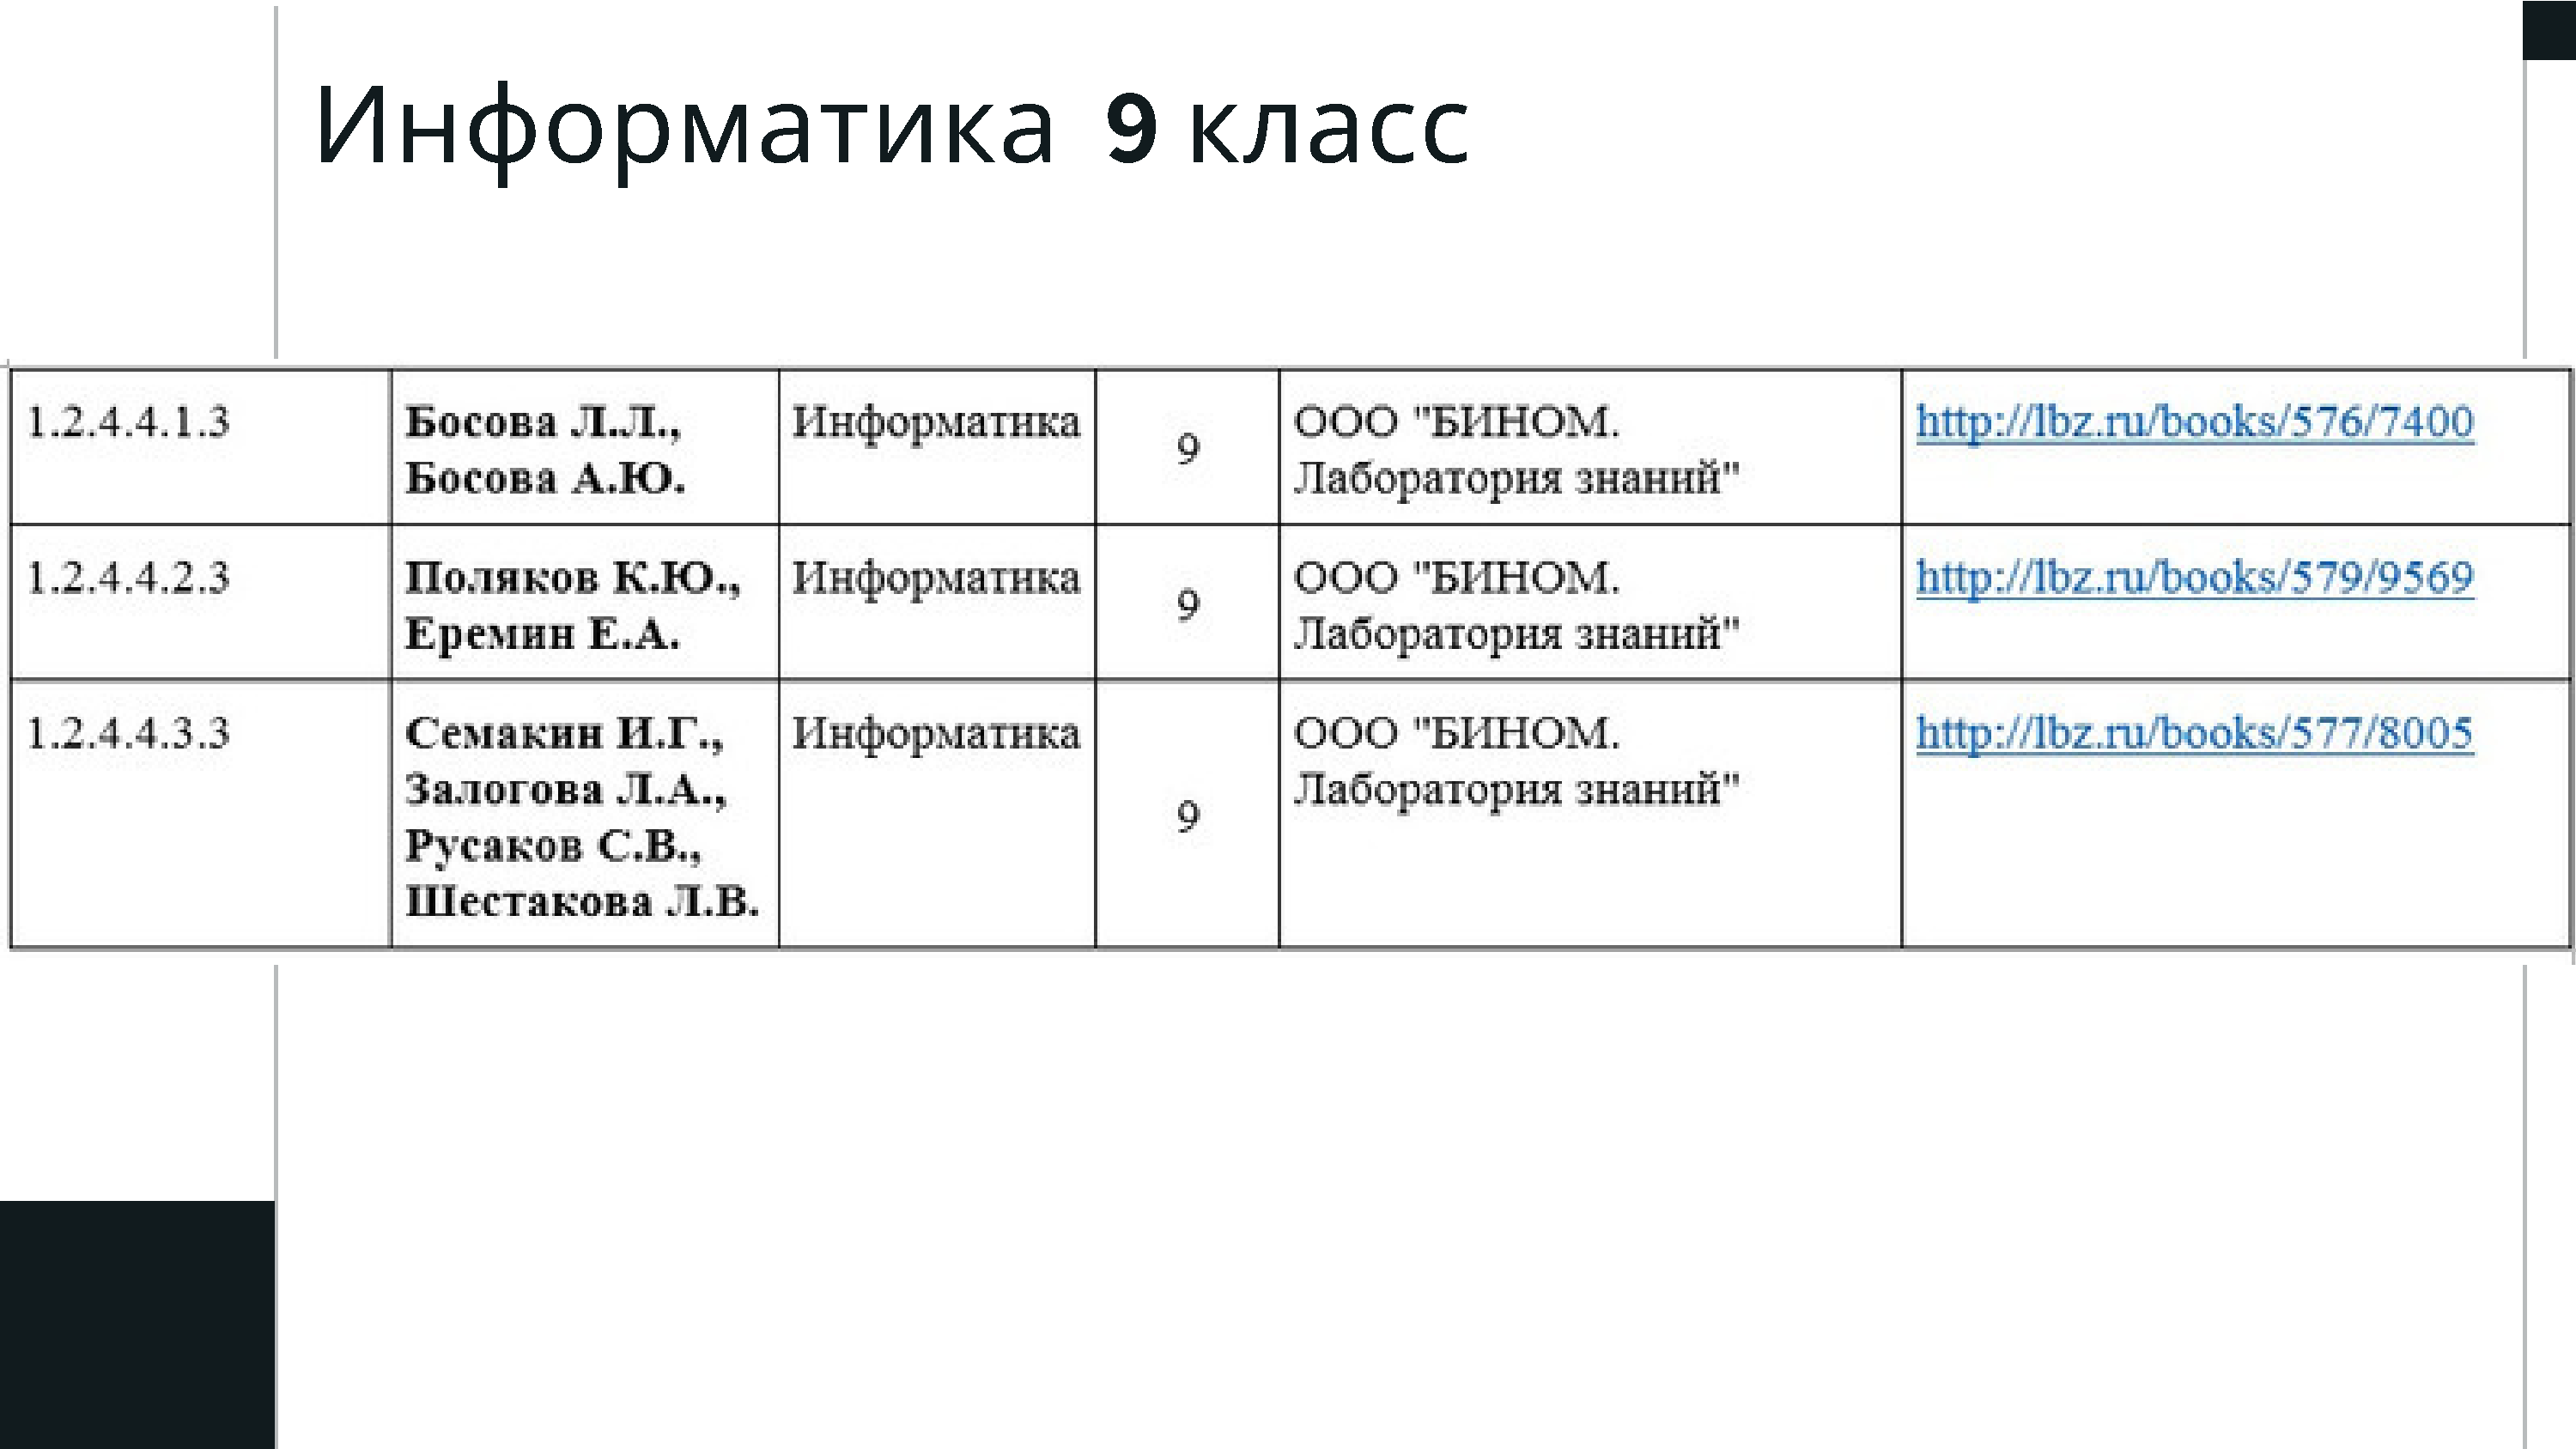 Информатика 9 класс
1.2.4.4.1.3 Босова Л.Л., Информатика 9 ООО "БИНОМ. http://lbz.ru/books/576/7400
Босова А.Ю. Лаборатория знаний"
1.2.4.4.2.3 Поляков К.Ю., Информатика 9 ООО "БИНОМ. http://lbz.ru/books/579/9569
Еремин Е.А. Лаборатория знаний"
1.2.4.4.3.3 Семакин И.Г., Информатика 9 ООО "БИНОМ. http://lbz.ru/books/577/8005
Залогова Л.А., Лаборатория знаний"
Русаков С.В.,
Шестакова Л.В.